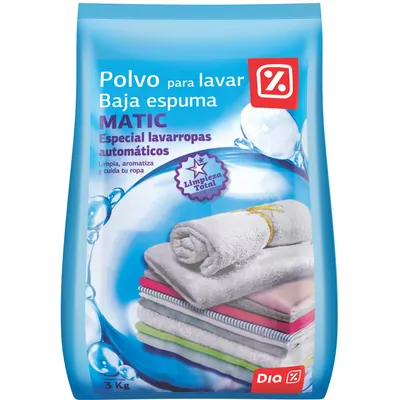 Polvo para lavar
Baja espuma
MATIC
Especial lavarropas
automáticos
Limpia, aromatiza
y cuida tu ropa
Limpieza
Total
%
3 Kg
Dia %